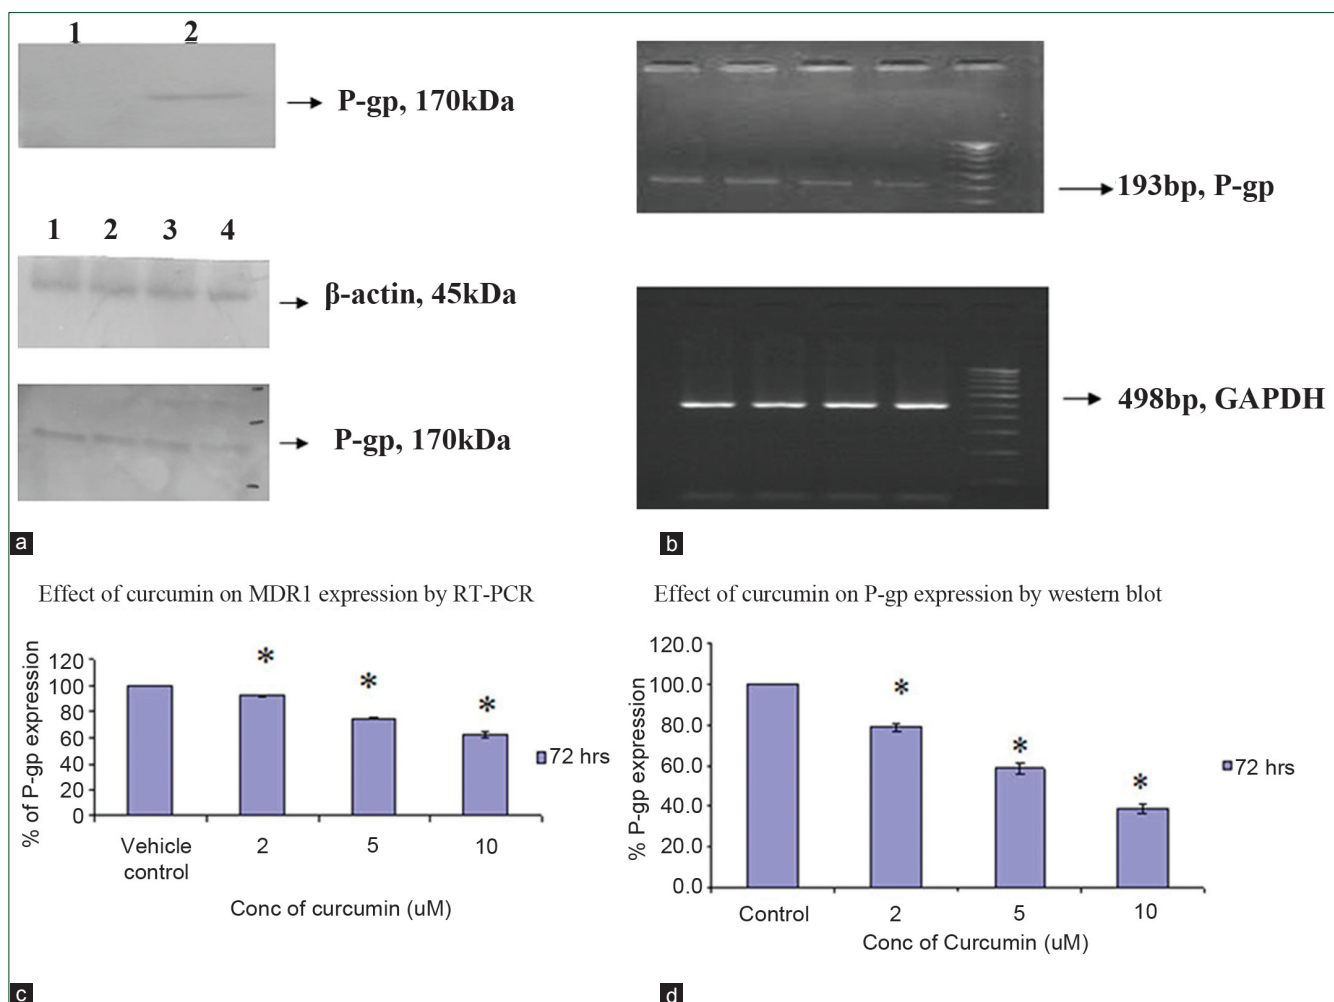 1 2
P-gp, 170kDa
1 2 3 4
β-actin, 45kDa
P-gp, 170kDa
a
193bp, P-gp
498bp, GAPDH
b
Effect of curcumin on MDR1 expression by RT-PCR
% of P-gp expression
120
100
80
60
40
20
0
*
*
*
72 hrs
Vehicle control
2
5
10
Conc of curcumin (uM)
c
Effect of curcumin on P-gp expression by western blot
% P-gp expression
120.0
100.0
80.0
60.0
40.0
20.0
0.0
*
*
*
72 hrs
Control
2
5
10
Conc of Curcumin (uM)
d